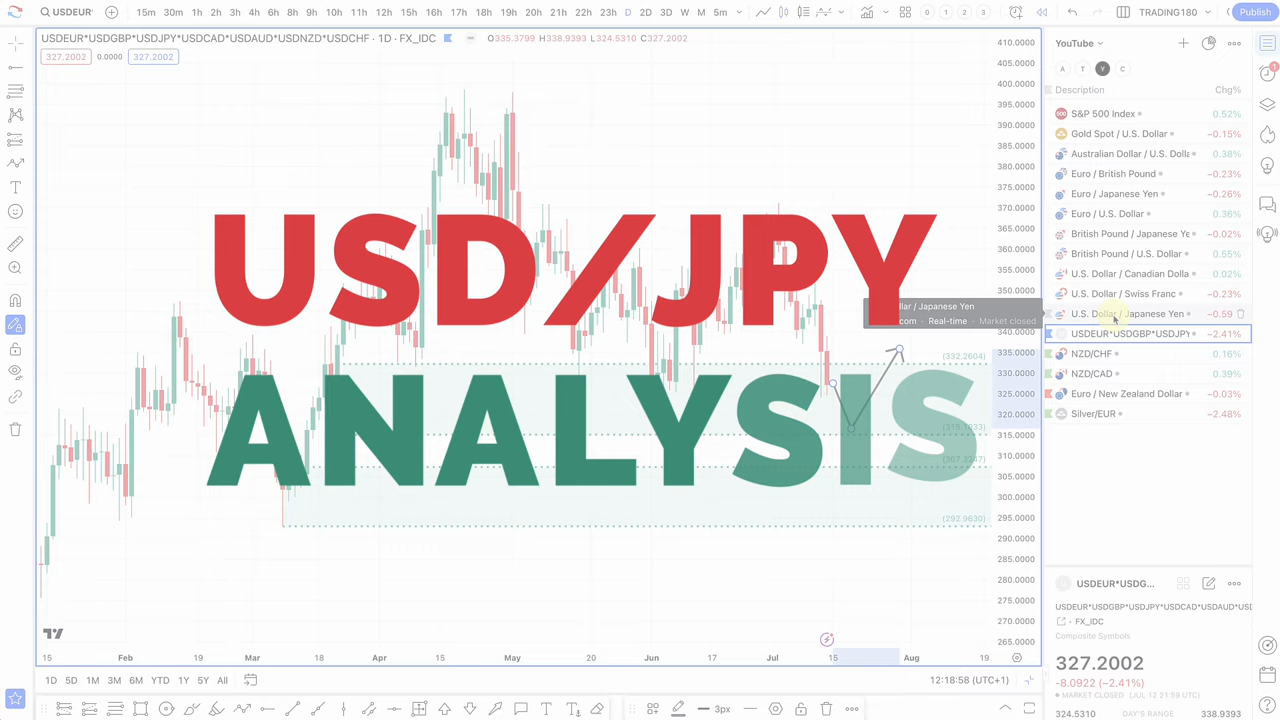 USDEUR
15m 30m 1h 2h 3h 4h 6h 8h 9h 10h 11h 12h 13h 14h 15h 16h 17h 18h 19h 20h 21h 22h 23h D 2D 3D W M 5m
0 1 2 3
TRADING180
Publish
USDEUR*USDGBP*USDJPY*USDCAD*USDAUD*USDNZD*USDCHF · 1D · FX_IDC
O335.3799 H338.9393 L324.5310 C327.2002
327.2002 0.0000 327.2002
USD/JPY
ANALYSIS
llar / Japanese Yen
com · Real-time · Market closed
(332.2604)
(292.9630)
410.0000
405.0000
400.0000
395.0000
390.0000
385.0000
380.0000
375.0000
370.0000
365.0000
360.0000
355.0000
350.0000
345.0000
340.0000
335.0000
330.0000
325.0000
320.0000
315.0000
310.0000
305.0000
300.0000
295.0000
290.0000
285.0000
280.0000
275.0000
270.0000
265.0000
15 Feb 19 Mar 18 Apr 15 May 20 Jun 17 Jul 15 Aug 19
1D 5D 1M 3M 6M YTD 1Y 5Y All
12:18:58 (UTC+1)
3px
YouTube
A T Y C
Description Chg%
S&P 500 Index 0.52%
Gold Spot / U.S. Dollar −0.15%
Australian Dollar / U.S. Dolla 0.38%
Euro / British Pound −0.23%
Euro / Japanese Yen −0.26%
Euro / U.S. Dollar 0.36%
British Pound / Japanese Ye −0.02%
British Pound / U.S. Dollar 0.55%
U.S. Dollar / Canadian Dolla 0.02%
U.S. Dollar / Swiss Franc −0.23%
U.S. Dollar / Japanese Yen −0.59
USDEUR*USDGBP*USDJPY −2.41%
NZD/CHF 0.16%
NZD/CAD 0.39%
Euro / New Zealand Dollar −0.03%
Silver/EUR −2.48%
USDEUR*USDG...
USDEUR*USDGBP*USDJPY*USDCAD*USDAUD*USD
FX_IDC
Composite Symbols
327.2002
−8.0922 (−2.41%)
MARKET CLOSED (JUL 12 21:59 UTC)
324.5310 DAY'S RANGE